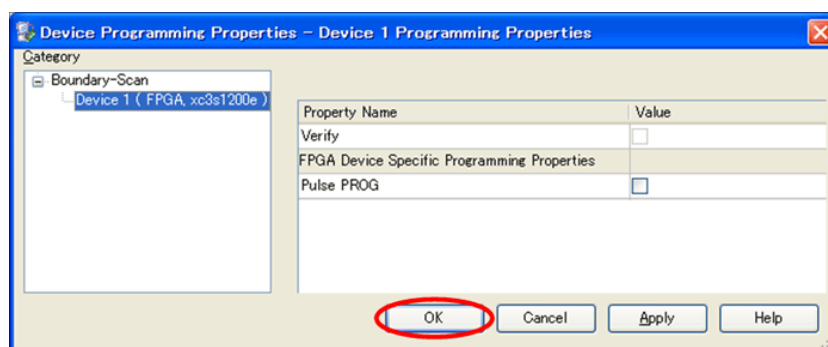 Device Programming Properties - Device 1 Programming Properties
Category
Boundary-Scan
Device 1 ( FPGA, xc3s1200e )
Property Name Value
Verify
FPGA Device Specific Programming Properties
Pulse PROG
OK Cancel Apply Help